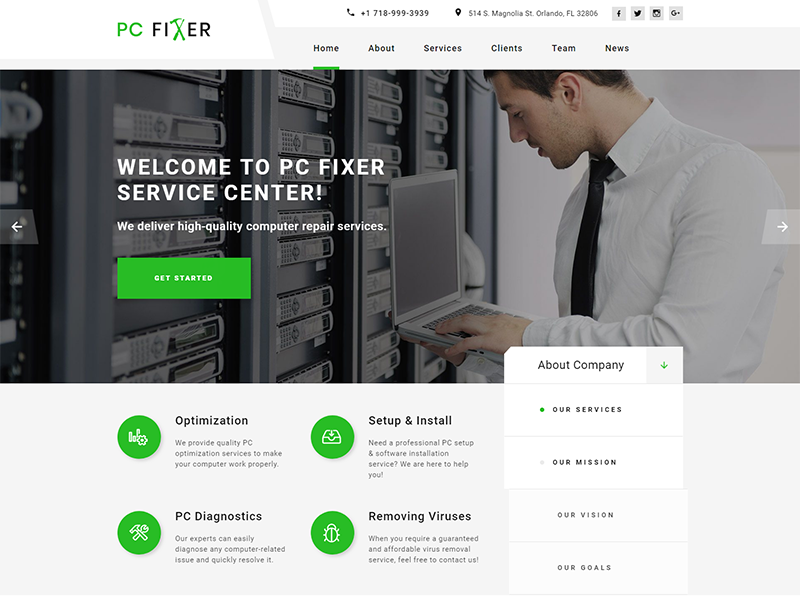 PC FIXER
+1 718-999-3939
514 S. Magnolia St. Orlando, FL 32806
G+
Home About Services Clients Team News
WELCOME TO PC FIXER
SERVICE CENTER!
We deliver high-quality computer repair services.
GET STARTED
About Company
OUR SERVICES
OUR MISSION
OUR VISION
OUR GOALS
Optimization
We provide quality PC
optimization services to make
your computer work properly.
Setup & Install
Need a professional PC setup
& software installation
service? We are here to help
you!
PC Diagnostics
Our experts can easily
diagnose any computer-related
issue and quickly resolve it.
Removing Viruses
When you require a guaranteed
and affordable virus removal
service, feel free to contact us!